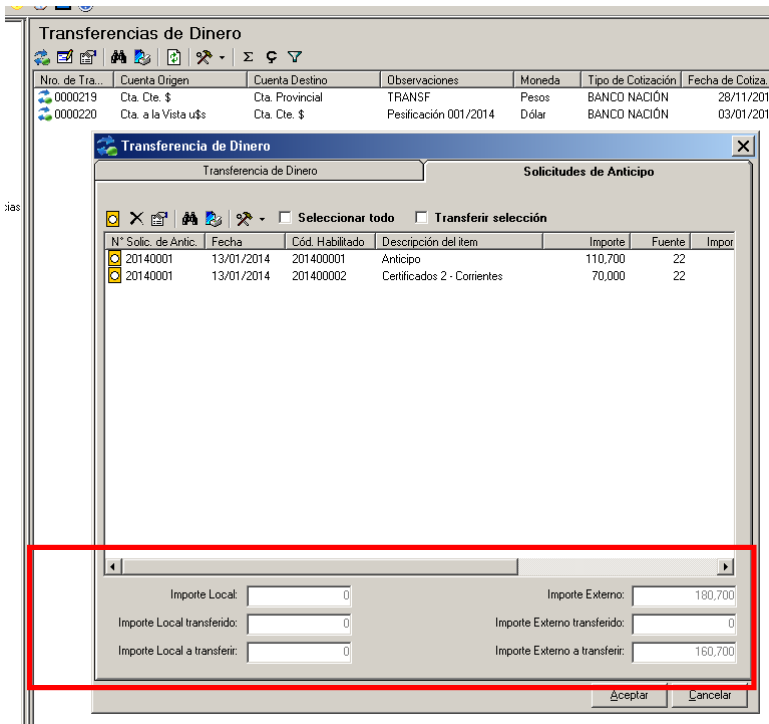 Transferencias de Dinero
Σ Ç
Nro. de Tra... Cuenta Origen Cuenta Destino Observaciones Moneda Tipo de Cotización Fecha de Cotiza.
0000219 Cta. Cte. $ Cta. Provincial TRANSF Pesos BANCO NACIÓN 28/11/201
0000220 Cta. a la Vista u$s Cta. Cte. $ Pesificación 001/2014 Dólar BANCO NACIÓN 03/01/201
Transferencia de Dinero
Transferencia de Dinero Solicitudes de Anticipo
cias
Seleccionar todo Transferir selección
N° Solic. de Antic. Fecha Cód. Habilitado Descripción del item Importe Fuente Impor
20140001 13/01/2014 201400001 Anticipo 110,700 22
20140001 13/01/2014 201400002 Certificados 2 - Corrientes 70,000 22
Importe Local: 0 Importe Externo: 180,700
Importe Local transferido: 0 Importe Externo transferido: 0
Importe Local a transferir: 0 Importe Externo a transferir: 160,700
Aceptar Cancelar